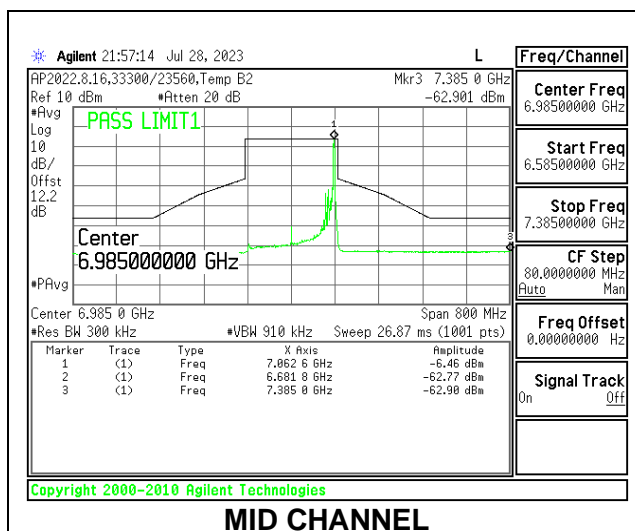 Agilent 21:57:14 Jul 28, 2023 L
Freq/Channel
AP2022.8.16,33300/23560,Temp B2 Mkr3 7.385 0 GHz
Ref 10 dBm #Atten 20 dB -62.901 dBm
#Avg
Log
10
dB/
Offst
12.2
dB
#PAvg
PASS LIMIT1
1
3
Center
6.985000000 GHz
Center 6.985 0 GHz Span 800 MHz
#Res BW 300 kHz #VBW 910 kHz Sweep 26.87 ms (1001 pts)
Marker Trace Type X Axis Amplitude
1 (1) Freq 7.062 6 GHz -6.46 dBm
2 (1) Freq 6.681 8 GHz -62.77 dBm
3 (1) Freq 7.385 0 GHz -62.90 dBm
Center Freq
6.98500000 GHz
Start Freq
6.58500000 GHz
Stop Freq
7.38500000 GHz
CF Step
80.0000000 MHz
Auto Man
Freq Offset
0.00000000 Hz
Signal Track
On Off
Copyright 2000-2010 Agilent Technologies
MID CHANNEL